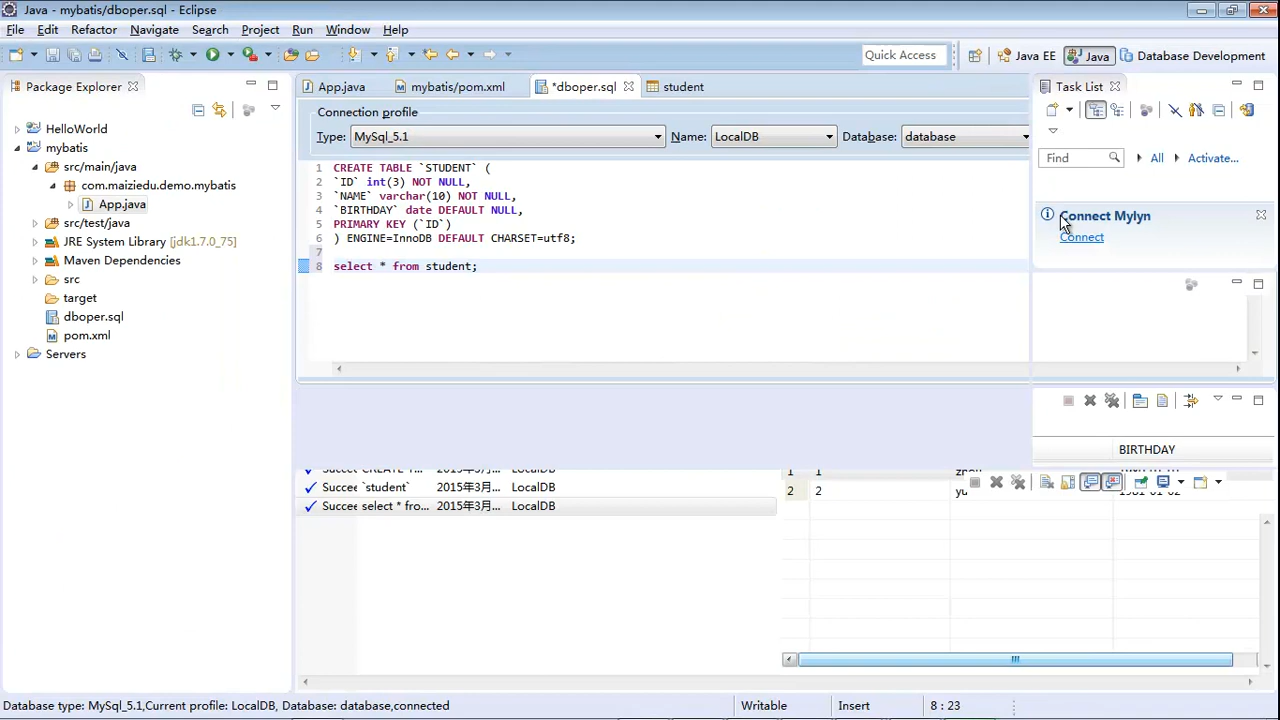 Java - mybatis/dboper.sql - Eclipse
File Edit Refactor Navigate Search Project Run Window Help
Quick Access Java EE Java Database Development
Package Explorer
HelloWorld
mybatis
src/main/java
com.maiziedu.demo.mybatis
App.java
src/test/java
JRE System Library [jdk1.7.0_75]
Maven Dependencies
src
target
dboper.sql
pom.xml
Servers
App.java mybatis/pom.xml *dboper.sql student
Connection profile
Type: MySql_5.1 Name: LocalDB Database: database
1 CREATE TABLE `STUDENT` (
2 `ID` int(3) NOT NULL,
3 `NAME` varchar(10) NOT NULL,
4 `BIRTHDAY` date DEFAULT NULL,
5 PRIMARY KEY (`ID`)
6 ) ENGINE=InnoDB DEFAULT CHARSET=utf8;
7
8 select * from student;
Task List
Find All Activate...
Connect Mylyn
Connect
BIRTHDAY
Succee `student` 2015年3月... LocalDB
Succee select * fro... 2015年3月... LocalDB
1 1
2 2 yu 1981-01-02
Database type: MySql_5.1,Current profile: LocalDB, Database: database,connected
Writable Insert 8 : 23